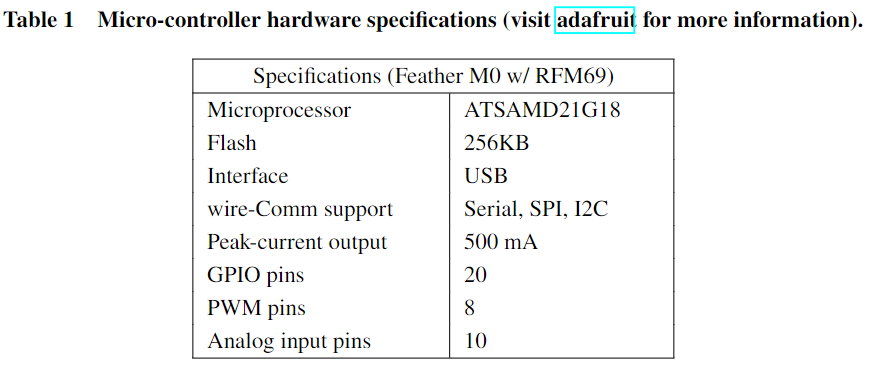 Table 1 Micro-controller hardware specifications (visit adafruit for more information).
Specifications (Feather M0 w/ RFM69)
Microprocessor ATSAMD21G18
Flash 256KB
Interface USB
wire-Comm support Serial, SPI, I2C
Peak-current output 500 mA
GPIO pins 20
PWM pins 8
Analog input pins 10